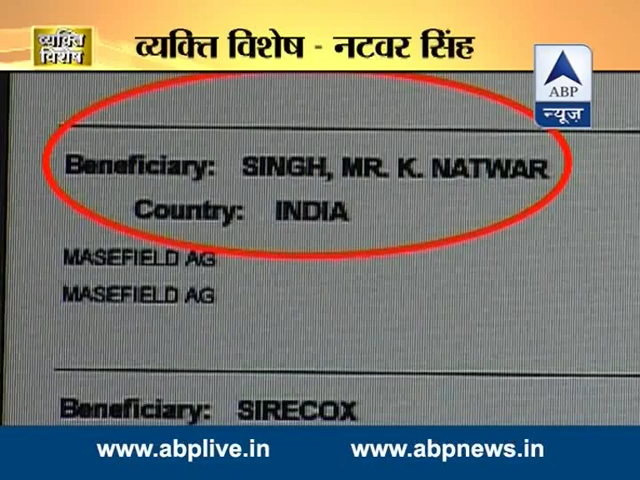 व्यक्ति विशेष
व्यक्ति विशेष - नटवर सिंह
ABP
न्यूज़
Beneficiary: SINGH, MR. K. NATWAR
Country: INDIA
MASEFIELD AG
MASEFIELD AG
Beneficiary: SIRECOX
www.abplive.in
www.abpnews.in